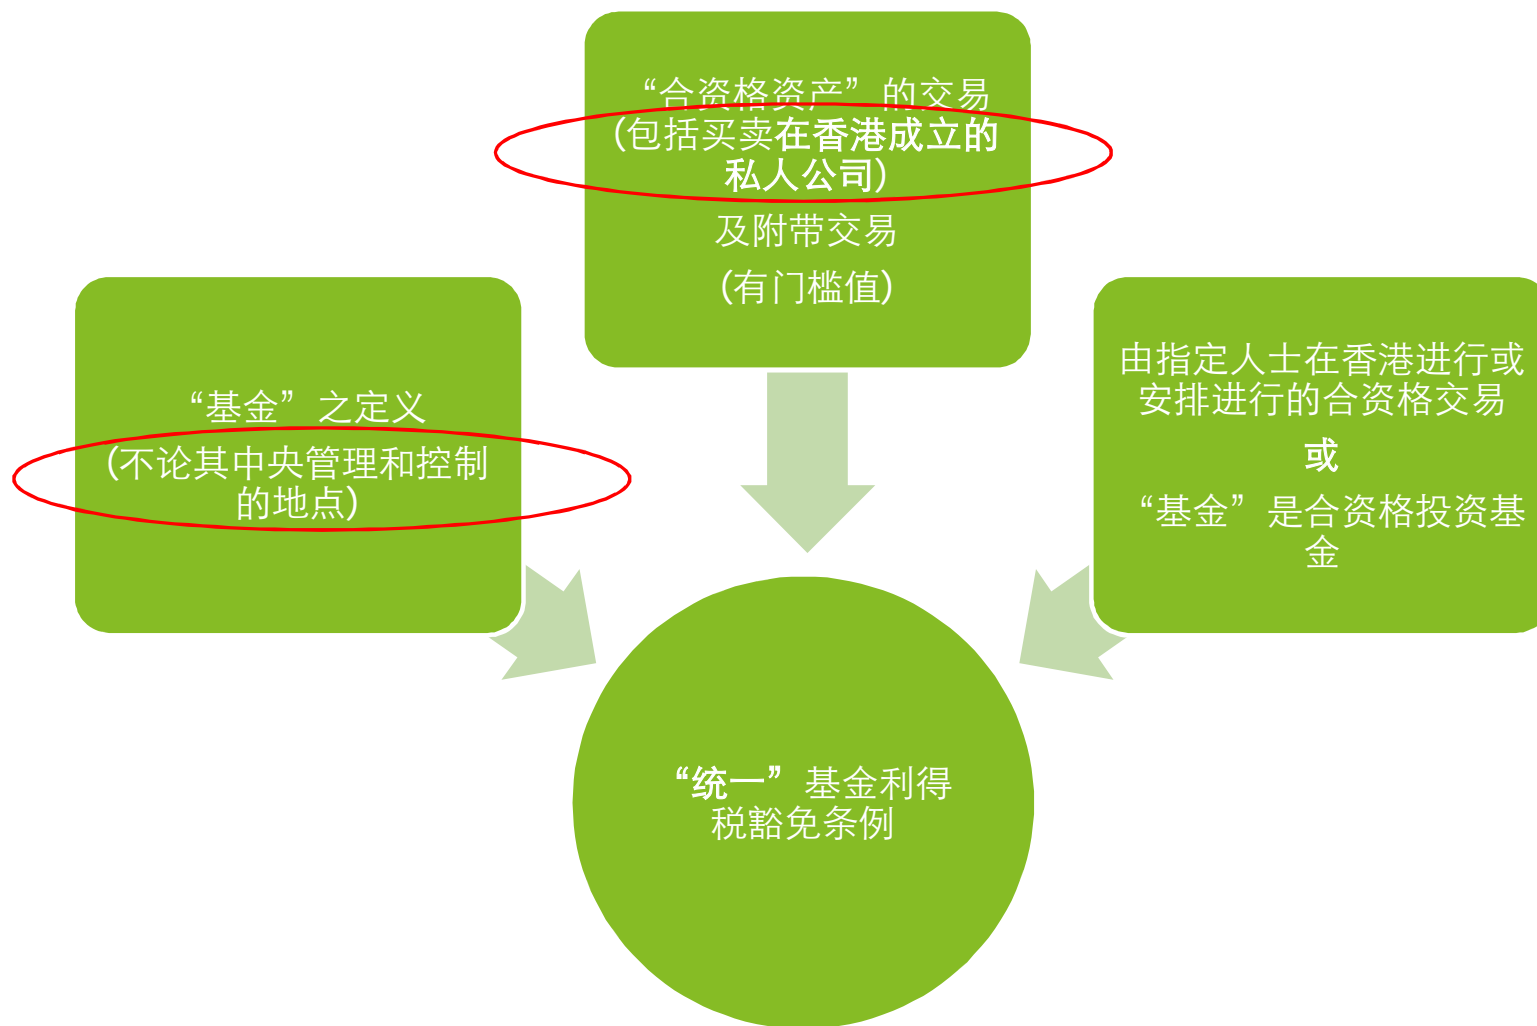 “合资格资产”的交易
(包括买卖在香港成立的
私人公司)
及附带交易
(有门槛值)
“基金”之定义
(不论其中央管理和控制
的地点)
由指定人士在香港进行或
安排进行的合资格交易
或
“基金”是合资格投资基
金
“统一”基金利得
税豁免条例